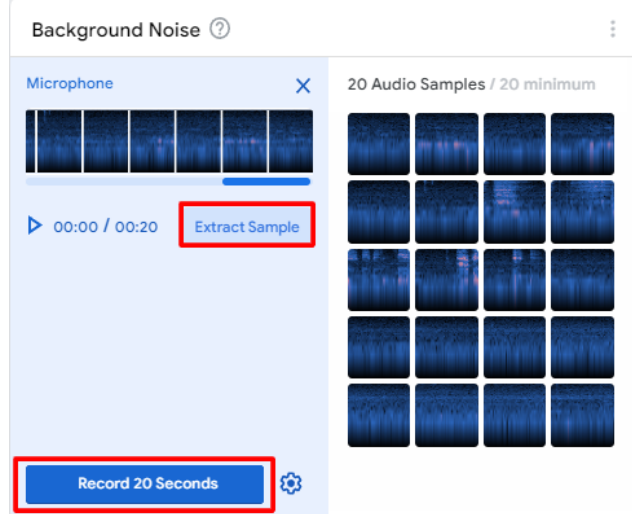 Background Noise
Microphone
20 Audio Samples / 20 minimum
00:00 / 00:20
Extract Sample
Record 20 Seconds